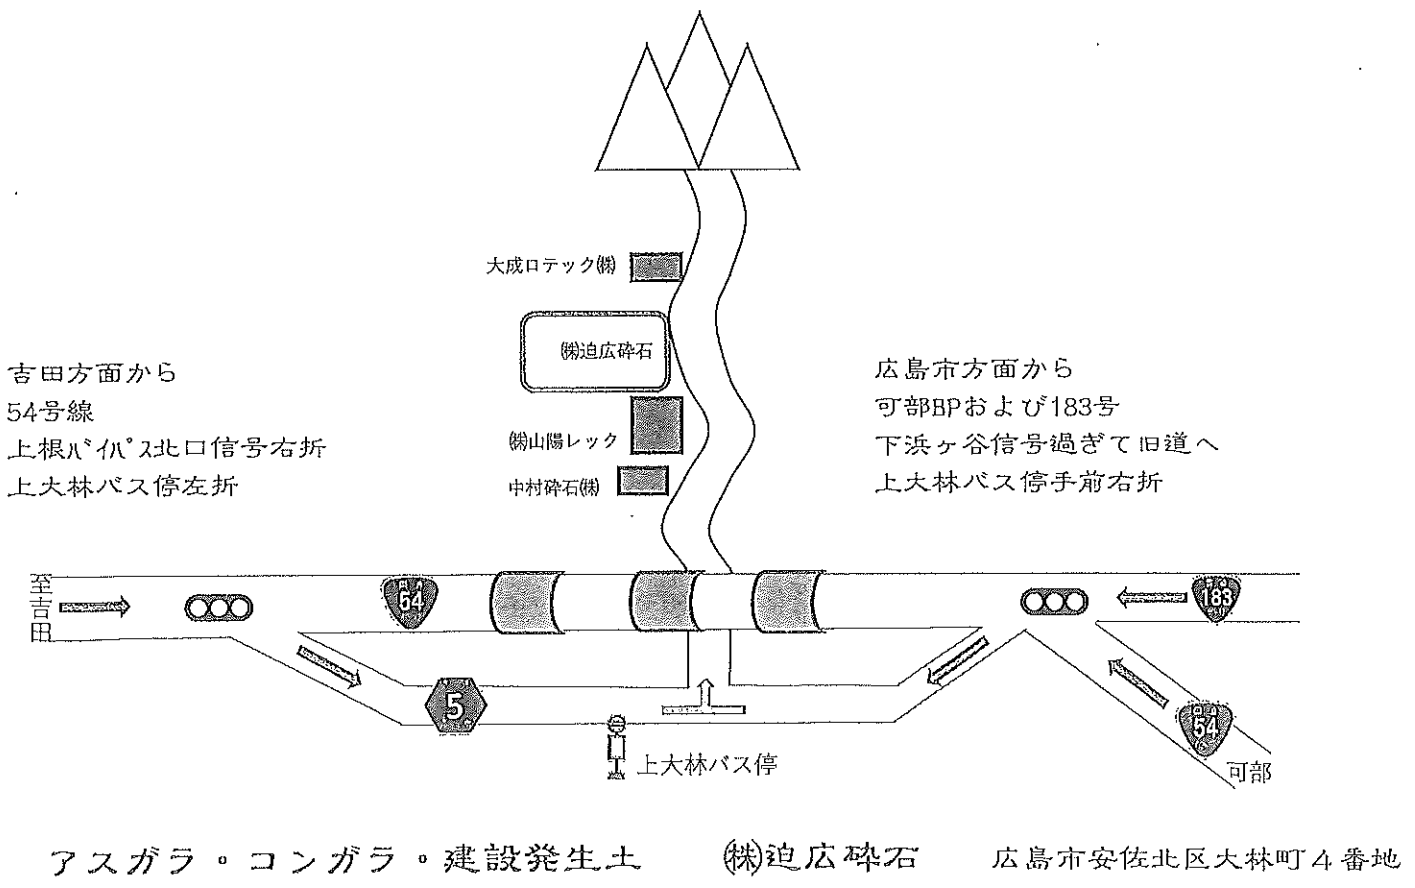 大成ロテック㈱
㈱迫広砕石
㈱山陽レック
中村砕石㈱
吉田方面から
54号線
上根バイパス北口信号右折
上大林バス停左折
広島市方面から
可部BPおよび183号
下浜ヶ谷信号過ぎて旧道へ
上大林バス停手前右折
至吉田
54
183
5
54
可部
上大林バス停
アスガラ・コンガラ・建設発生土 ㈱迫広砕石 広島市安佐北区大林町4番地